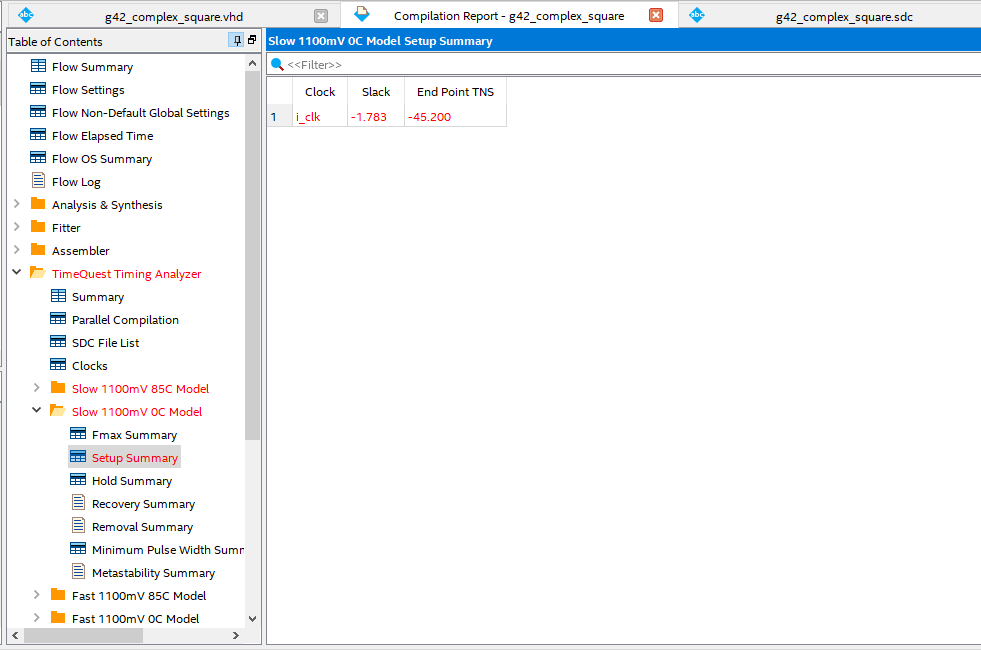 g42_complex_square.vhd
Compilation Report - g42_complex_square
g42_complex_square.sdc
Table of Contents
Flow Summary
Flow Settings
Flow Non-Default Global Settings
Flow Elapsed Time
Flow OS Summary
Flow Log
Analysis & Synthesis
Fitter
Assembler
TimeQuest Timing Analyzer
Summary
Parallel Compilation
SDC File List
Clocks
Slow 1100mV 85C Model
Slow 1100mV 0C Model
Fmax Summary
Setup Summary
Hold Summary
Recovery Summary
Removal Summary
Minimum Pulse Width Sumr
Metastability Summary
Fast 1100mV 85C Model
Fast 1100mV 0C Model
Slow 1100mV 0C Model Setup Summary
<<Filter>>
Clock Slack End Point TNS
1 i_clk -1.783 -45.200